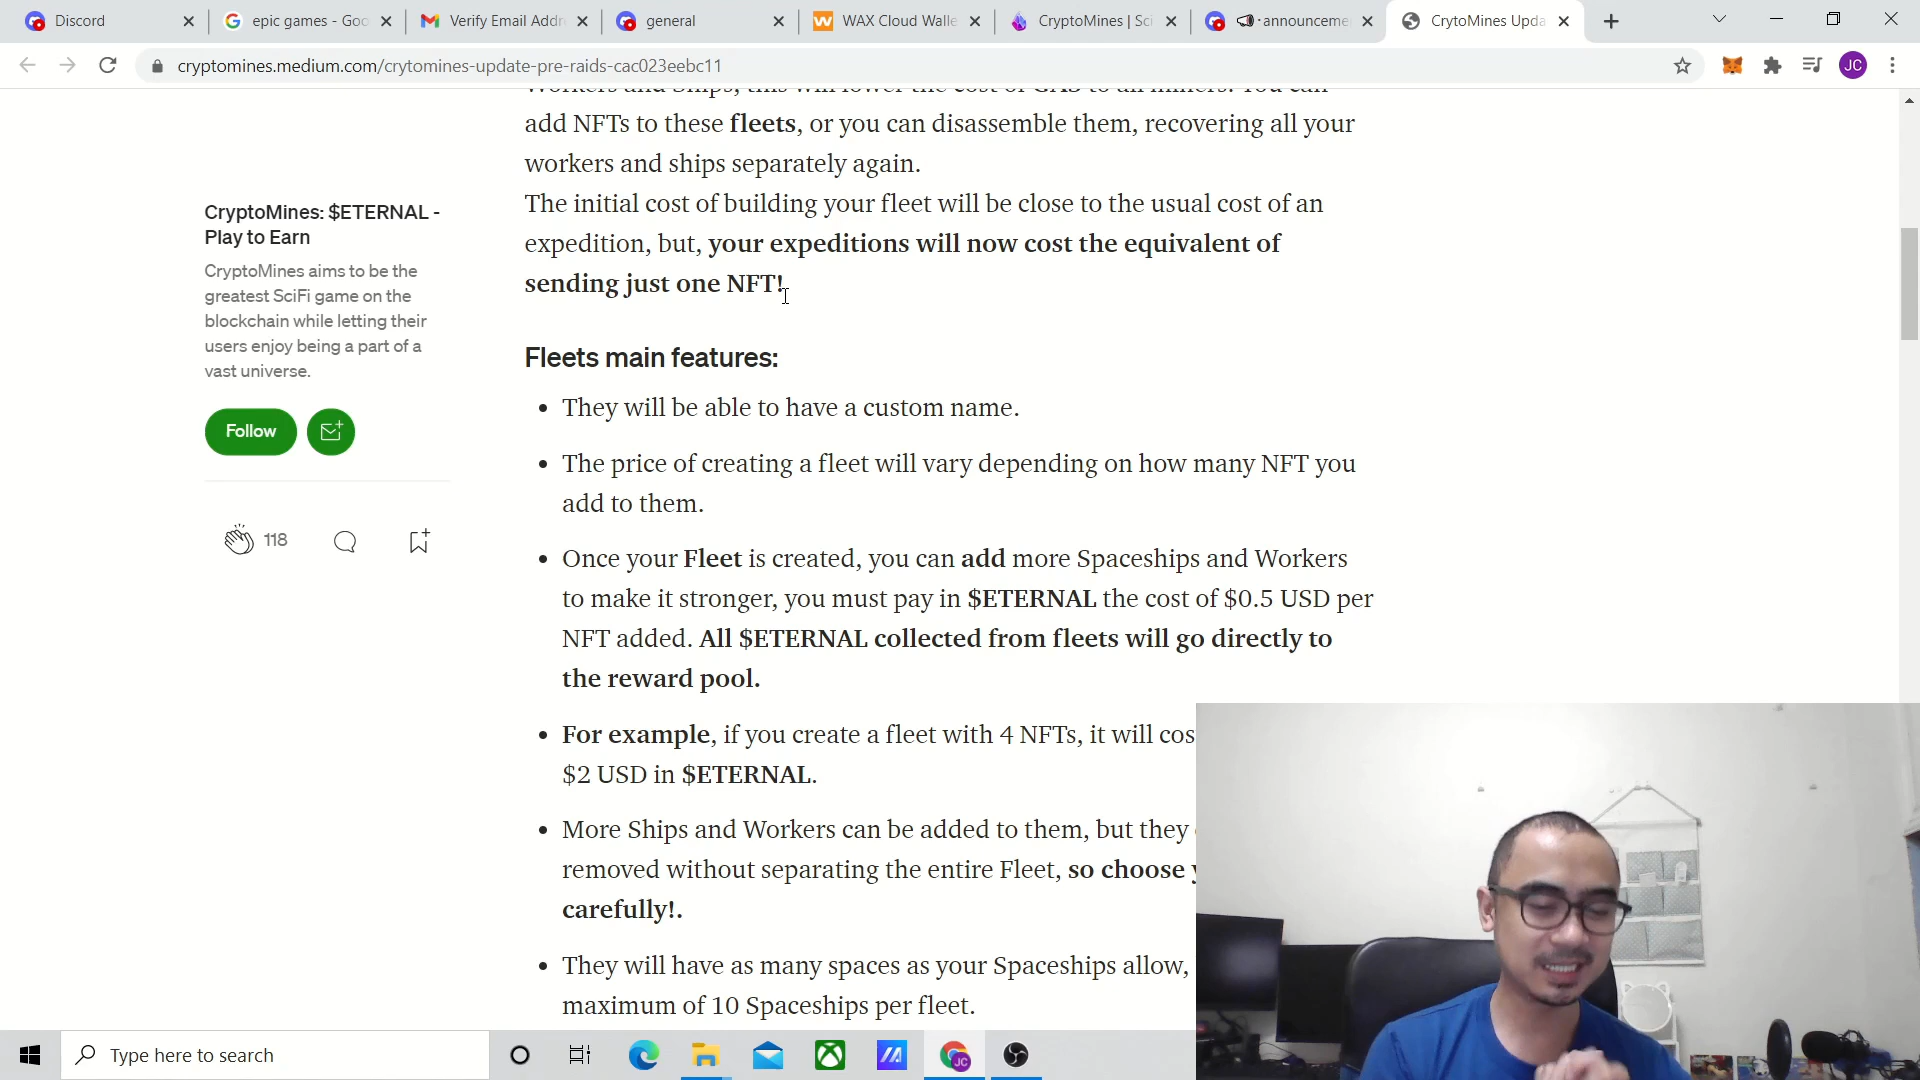 Discord
epic games - Goo
Verify Email Addr
general
WAX Cloud Walle
CryptoMines | Sci
announceme
CrytoMines Upda
cryptomines.medium.com/crytomines-update-pre-raids-cac023eebc11
JC
Workers and Ships, this will lower the cost of GAS to all miners. You can
add NFTs to these fleets, or you can disassemble them, recovering all your
workers and ships separately again.
The initial cost of building your fleet will be close to the usual cost of an
expedition, but, your expeditions will now cost the equivalent of
sending just one NFT!
CryptoMines: $ETERNAL -
Play to Earn
CryptoMines aims to be the
greatest SciFi game on the
blockchain while letting their
users enjoy being a part of a
vast universe.
Follow
118
Fleets main features:
• They will be able to have a custom name.
• The price of creating a fleet will vary depending on how many NFT you
add to them.
• Once your Fleet is created, you can add more Spaceships and Workers
to make it stronger, you must pay in $ETERNAL the cost of $0.5 USD per
NFT added. All $ETERNAL collected from fleets will go directly to
the reward pool.
• For example, if you create a fleet with 4 NFTs, it will cos
$2 USD in $ETERNAL.
• More Ships and Workers can be added to them, but they
removed without separating the entire Fleet, so choose y
carefully!.
• They will have as many spaces as your Spaceships allow,
maximum of 10 Spaceships per fleet.
Type here to search
JC